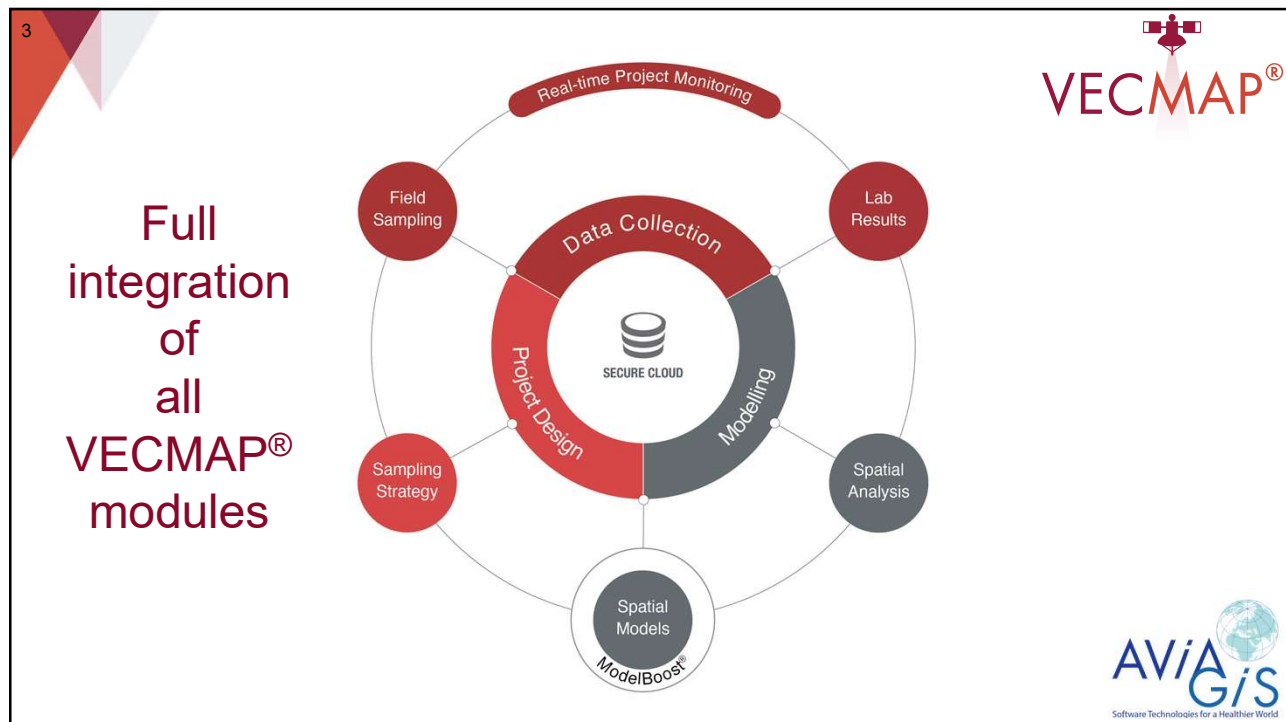 3
VECMAP®
Full
integration
of
all
VECMAP®
modules
Real-time Project Monitoring
Field
Sampling
Lab
Results
Data Collection
Project Design
Modelling
SECURE CLOUD
Sampling
Strategy
Spatial
Analysis
Spatial
Models
ModelBoost®
AViA
GiS
Software Technologies for a Healthier World